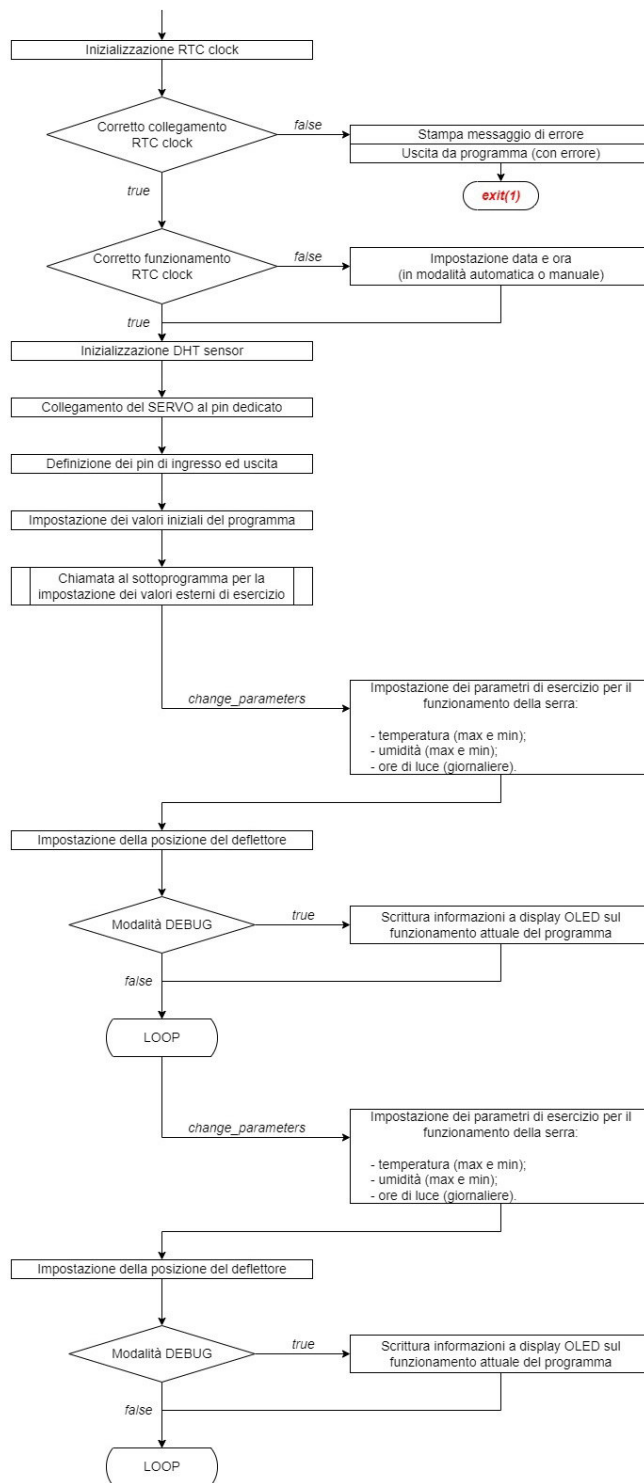 Inizializzazione RTC clock
Corretto collegamento
RTC clock
false
Stampa messaggio di errore
Uscita da programma (con errore)
exit(1)
true
Corretto funzionamento
RTC clock
false
Impostazione data e ora
(in modalità automatica o manuale)
true
Inizializzazione DHT sensor
Collegamento del SERVO al pin dedicato
Definizione dei pin di ingresso ed uscita
Impostazione dei valori iniziali del programma
Chiamata al sottoprogramma per la
impostazione dei valori esterni di esercizio
change_parameters
Impostazione dei parametri di esercizio per il
funzionamento della serra:
- temperatura (max e min);
- umidità (max e min);
- ore di luce (giornaliere).
Impostazione della posizione del deflettore
Modalità DEBUG
true
Scrittura informazioni a display OLED sul
funzionamento attuale del programma
false
LOOP
change_parameters
Impostazione dei parametri di esercizio per il
funzionamento della serra:
- temperatura (max e min);
- umidità (max e min);
- ore di luce (giornaliere).
Impostazione della posizione del deflettore
Modalità DEBUG
true
Scrittura informazioni a display OLED sul
funzionamento attuale del programma
false
LOOP